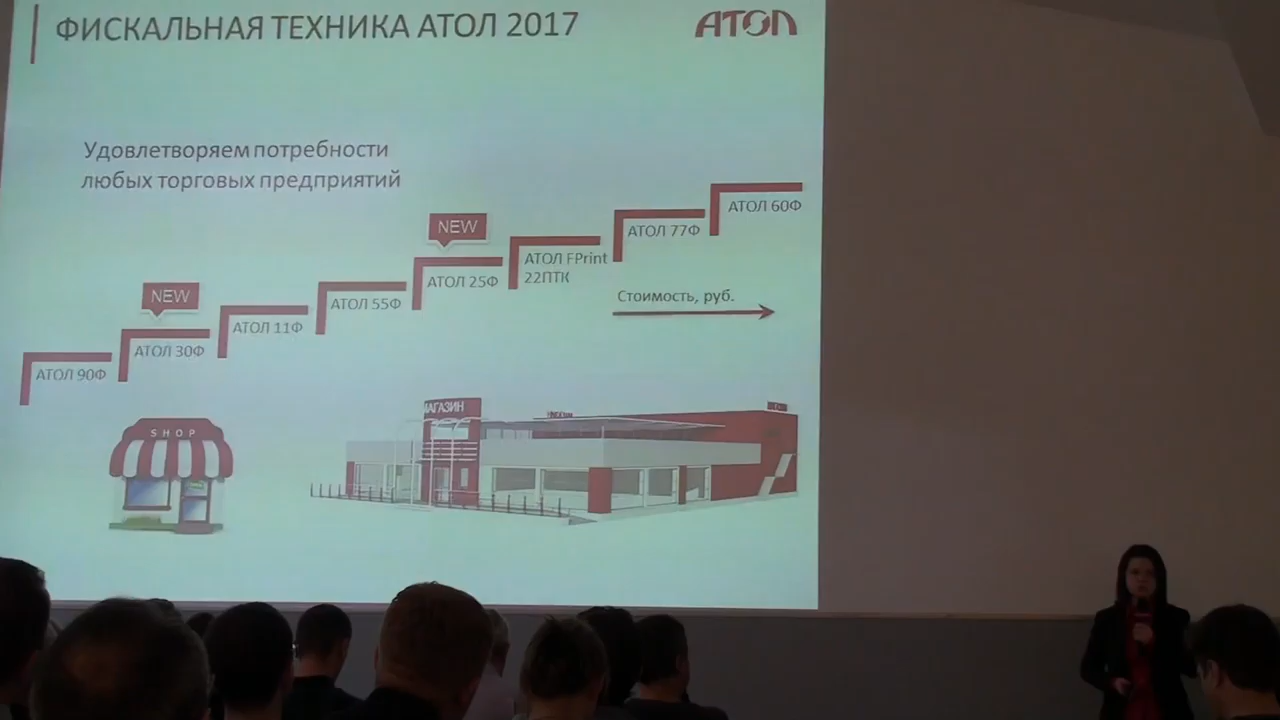 ФИСКАЛЬНАЯ ТЕХНИКА АТОЛ 2017
АТОЛ
Удовлетворяем потребности
любых торговых предприятий
АТОЛ 90Ф
NEW
АТОЛ 30Ф
АТОЛ 11Ф
АТОЛ 55Ф
NEW
АТОЛ 25Ф
АТОЛ FPrint
22ПТК
АТОЛ 77Ф
АТОЛ 60Ф
Стоимость, руб.
SHOP
МАГАЗИН